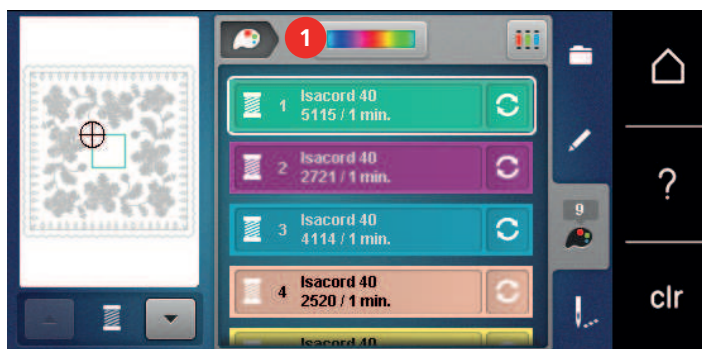 1
1 Isacord 40
5115 / 1 min.
2 Isacord 40
2721 / 1 min.
3 Isacord 40
4114 / 1 min.
4 Isacord 40
2520 / 1 min.
Isacord 40
9
?
clr